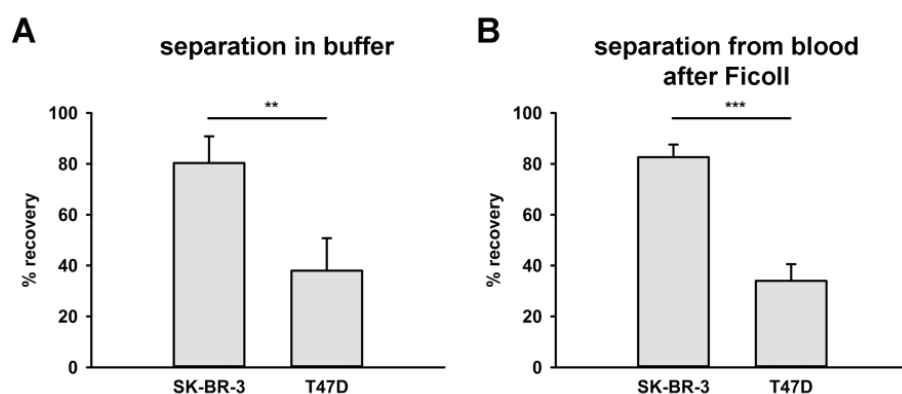 A
separation in buffer
**
100
80
60
40
20
0
% recovery
SK-BR-3 T47D
B
separation from blood
after Ficoll
***
100
80
60
40
20
0
% recovery
SK-BR-3 T47D